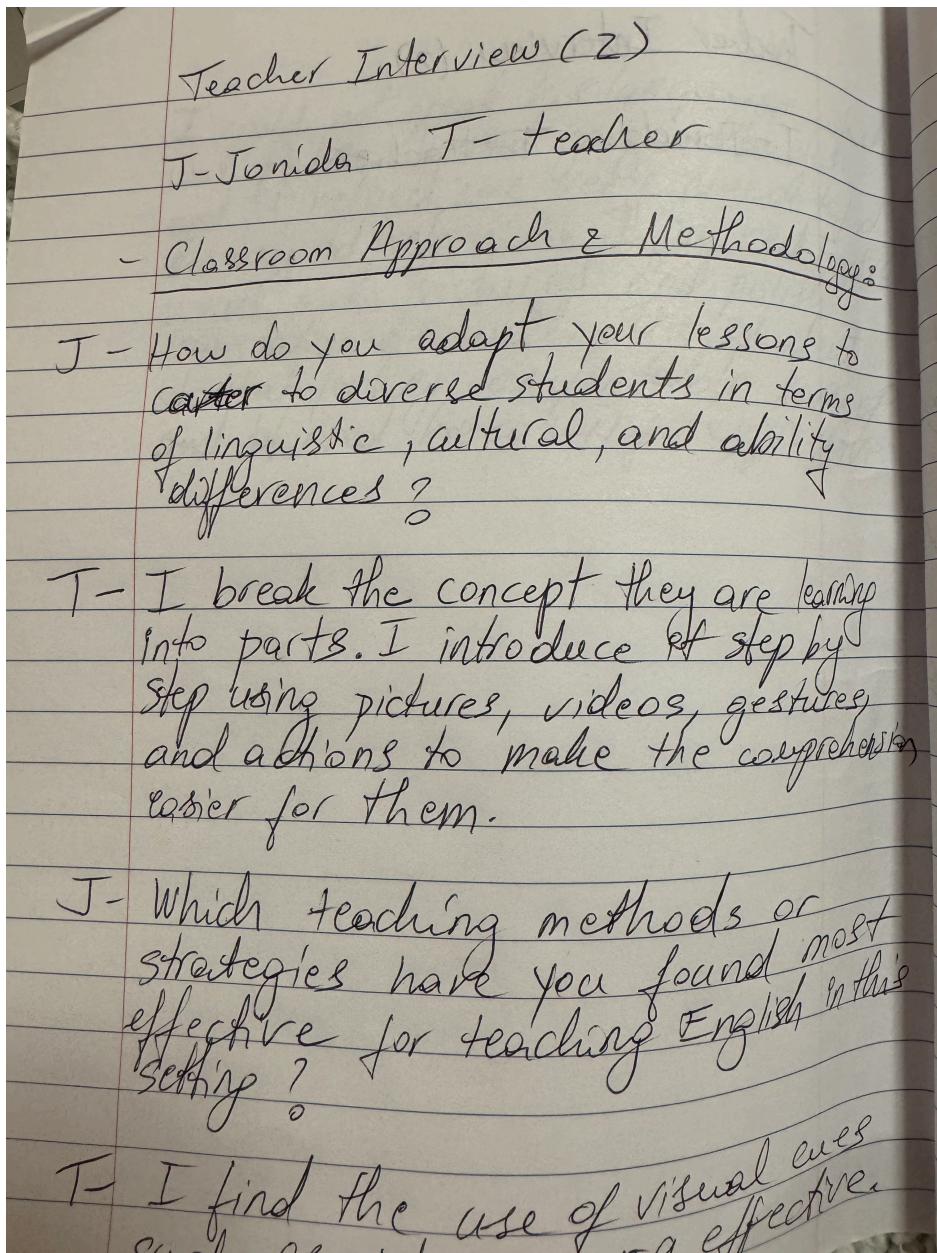 Teacher Interview (2)
J-Jonida T- teacher
- Classroom Approach & Methodology:
J - How do you adapt your lessons to
carter to diverse students in terms
of linguistic, cultural, and ability
differences?
T- I break the concept they are learning
into parts. I introduce it step by
step using pictures, videos, gestures,
and actions to make the comprehension
easier for them.
J- Which teaching methods or
strategies have you found most
effective for teaching English in this
setting?
T- I find the use of visual cues
effective.